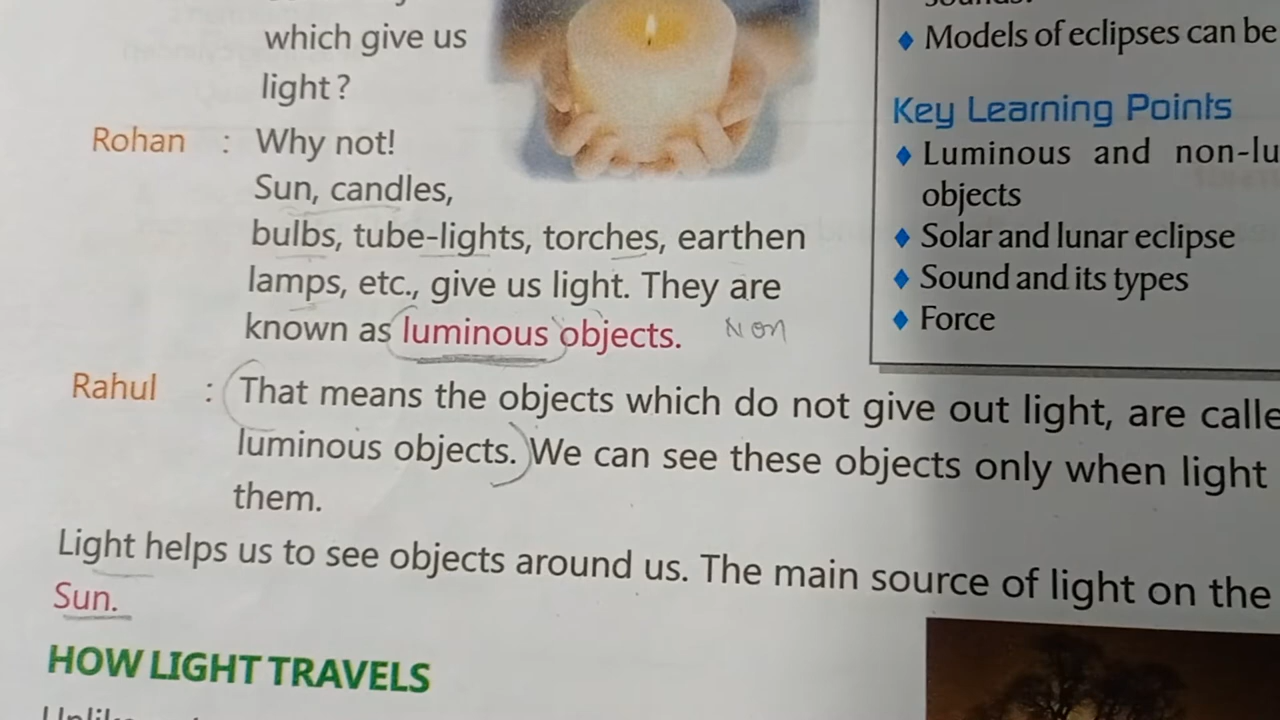 which give us
light?
Rohan : Why not!
Sun, candles,
bulbs, tube-lights, torches, earthen
lamps, etc., give us light. They are
known as luminous objects. Non
Rahul : That means the objects which do not give out light, are calle
luminous objects. We can see these objects only when light
them.
Light helps us to see objects around us. The main source of light on the
Sun.
HOW LIGHT TRAVELS
sounds.
Models of eclipses can be
Key Learning Points
Luminous and non-lu
objects
Solar and lunar eclipse
Sound and its types
Force